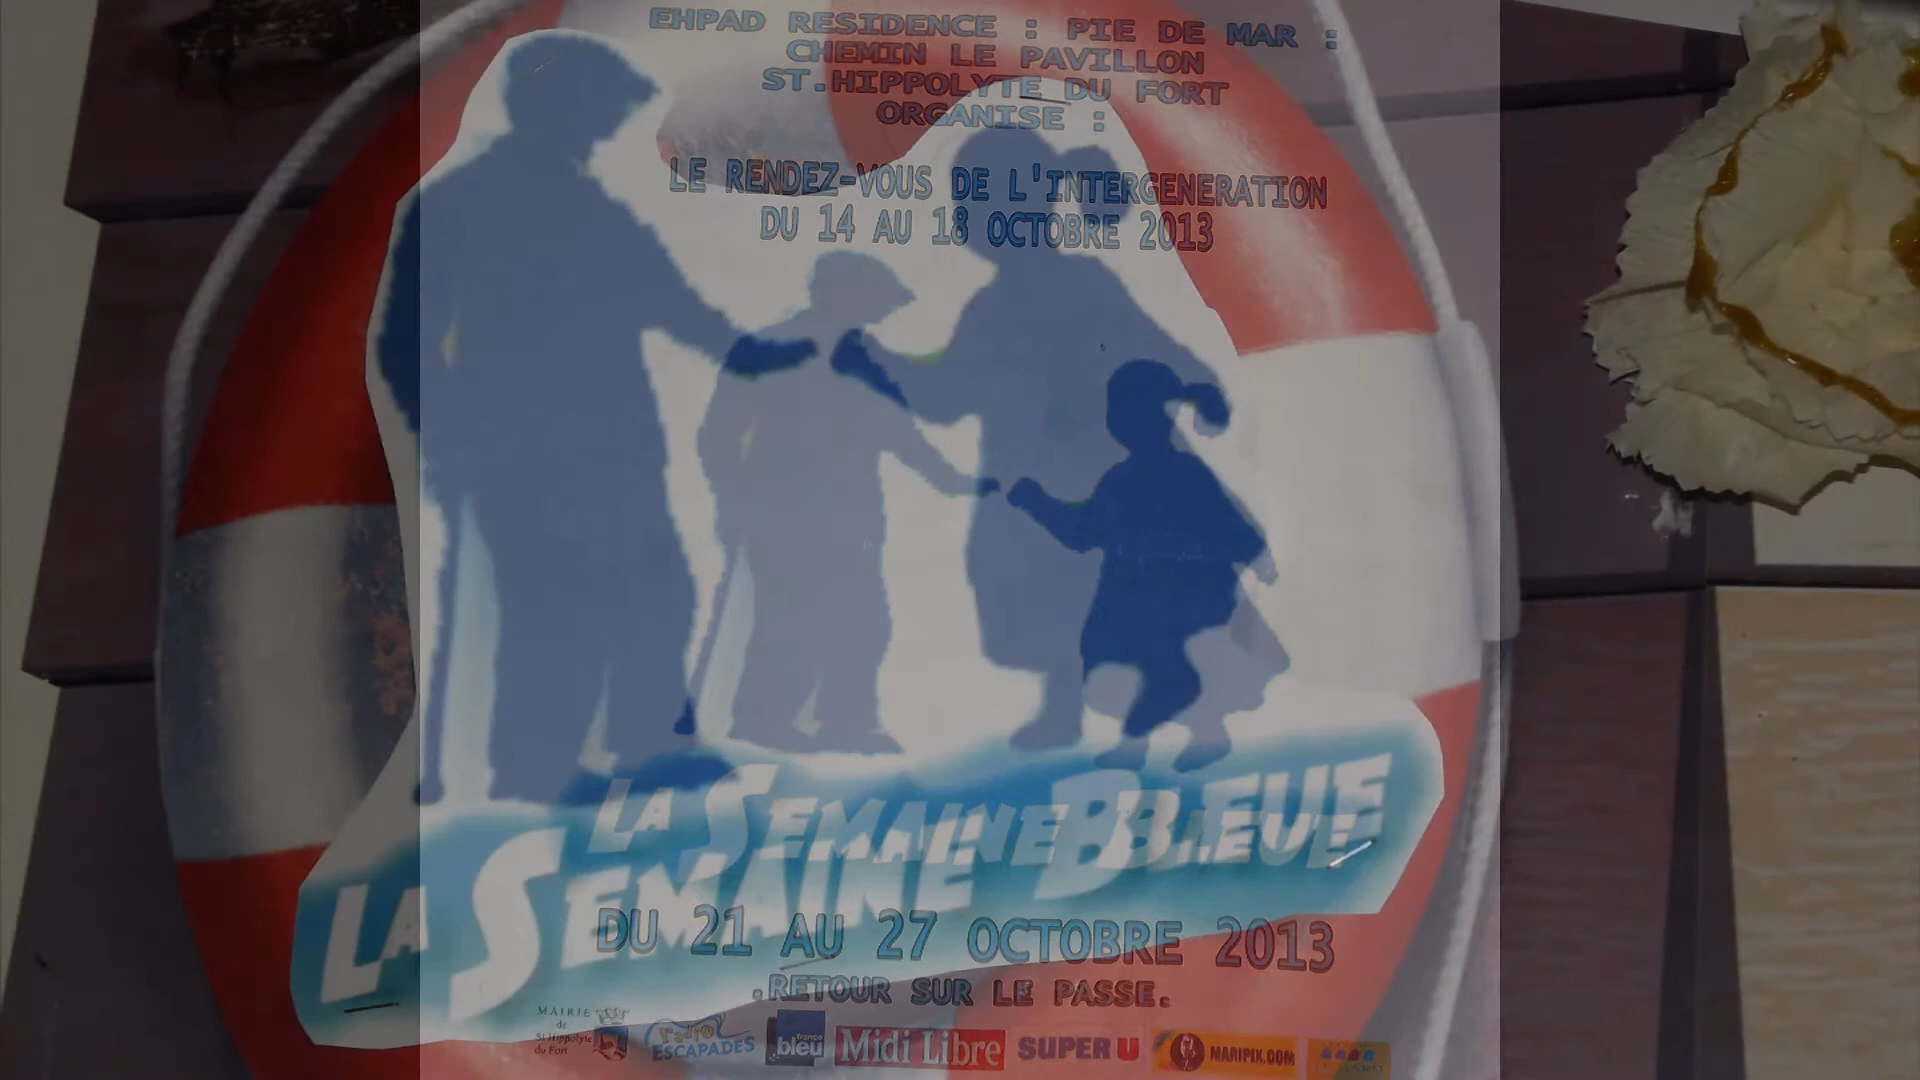 EHPAD RESIDENCE : PIE DE MAR :
CHEMIN LE PAVILLON
ST.HIPPOLYTE DU FORT
ORGANISE :
LE RENDEZ-VOUS DE L'INTERGENERATION
DU 14 AU 18 OCTOBRE 2013
LA SEMAINE BLEUE
LA SEMAINE BLEUE
DU 21 AU 27 OCTOBRE 2013
.RETOUR SUR LE PASSE.
MAIRIE
de
St Hippolyte
du Fort
radio
ESCAPADES
france
bleu
Midi Libre
SUPER U
MARIPIX.COM